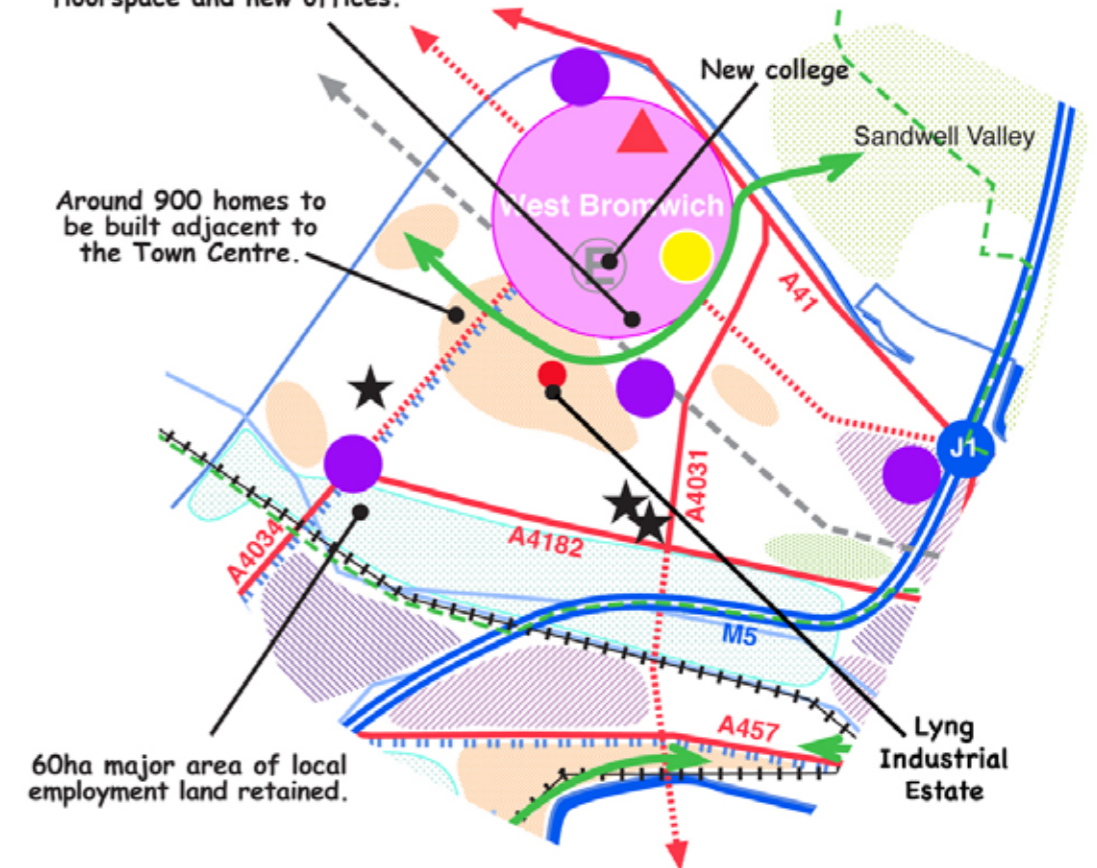 floorspace and new offices.
New college
Sandwell Valley
Around 900 homes to
be built adjacent to
the Town Centre.
West Bromwich
E
A41
J1
A4031
A4182
A4034
M5
A457
Lyng
Industrial
Estate
60ha major area of local
employment land retained.